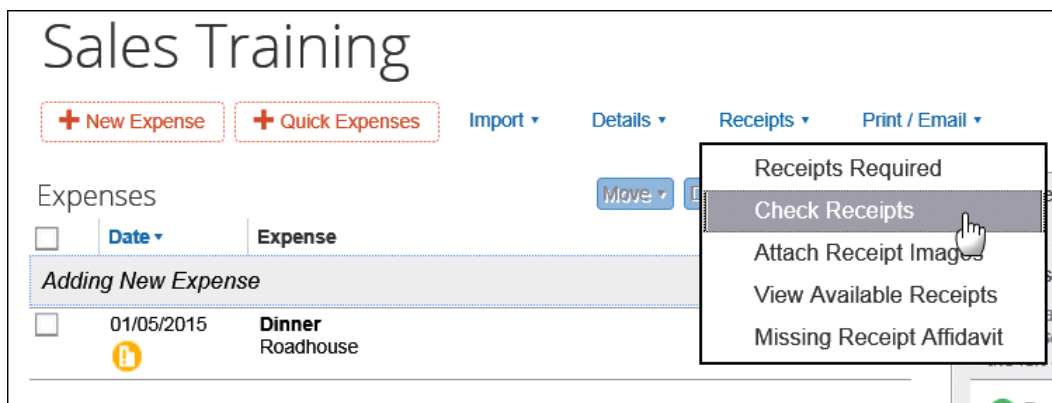 Sales Training
New Expense Quick Expenses Import Details Receipts Print / Email
Receipts Required
Expenses Move
Check Receipts
Date Expense
Attach Receipt Images
Adding New Expense
View Available Receipts
01/05/2015 Dinner
Missing Receipt Affidavit
Roadhouse